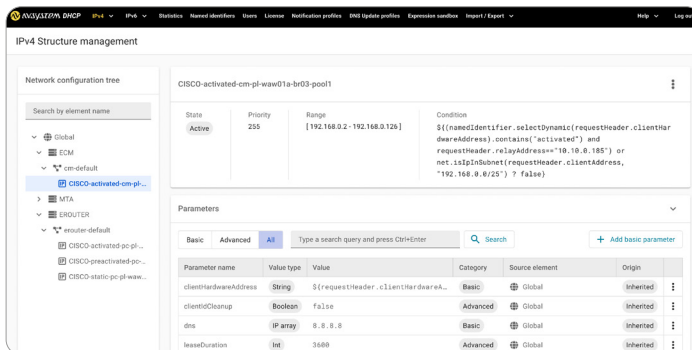 AVSYSTEM DHCP IPv4 IPv6 Statistics Named identifiers Users License Notification profiles DNS Update profiles Expression sandbox Import / Export Help Log ou
IPv4 Structure management
Network configuration tree
Search by element name
Global
ECM
cm-default
CISCO-activated-cm-pl-...
MTA
EROUTER
erouter-default
CISCO-activated-pc-pl-...
CISCO-preactivated-pc-...
CISCO-static-pc-pl-waw...
CISCO-activated-cm-pl-waw01a-br03-pool1
State Priority Range Condition
Active 255 [ 192.168.0.2 - 192.168.0.126 ]
${(namedIdentifier.selectDynamic(requestHeader.clientHar
dwareAddress).contains("activated") and
requestHeader.relayAddress=="10.10.0.185") or
net.isIpInSubnet(requestHeader.clientAddress,
"192.168.0.0/25") ? false}
Parameters
Basic Advanced All Type a search query and press Ctrl+Enter Search + Add basic parameter
Parameter name Value type Value Category Source element Origin
clientHardwareAddress String ${requestHeader.clientHardwareA... Basic Global Inherited
clientIdCleanup Boolean false Advanced Global Inherited
dns IP array 8.8.8.8 Basic Global Inherited
leaseDuration Int 3600 Advanced Global Inherited